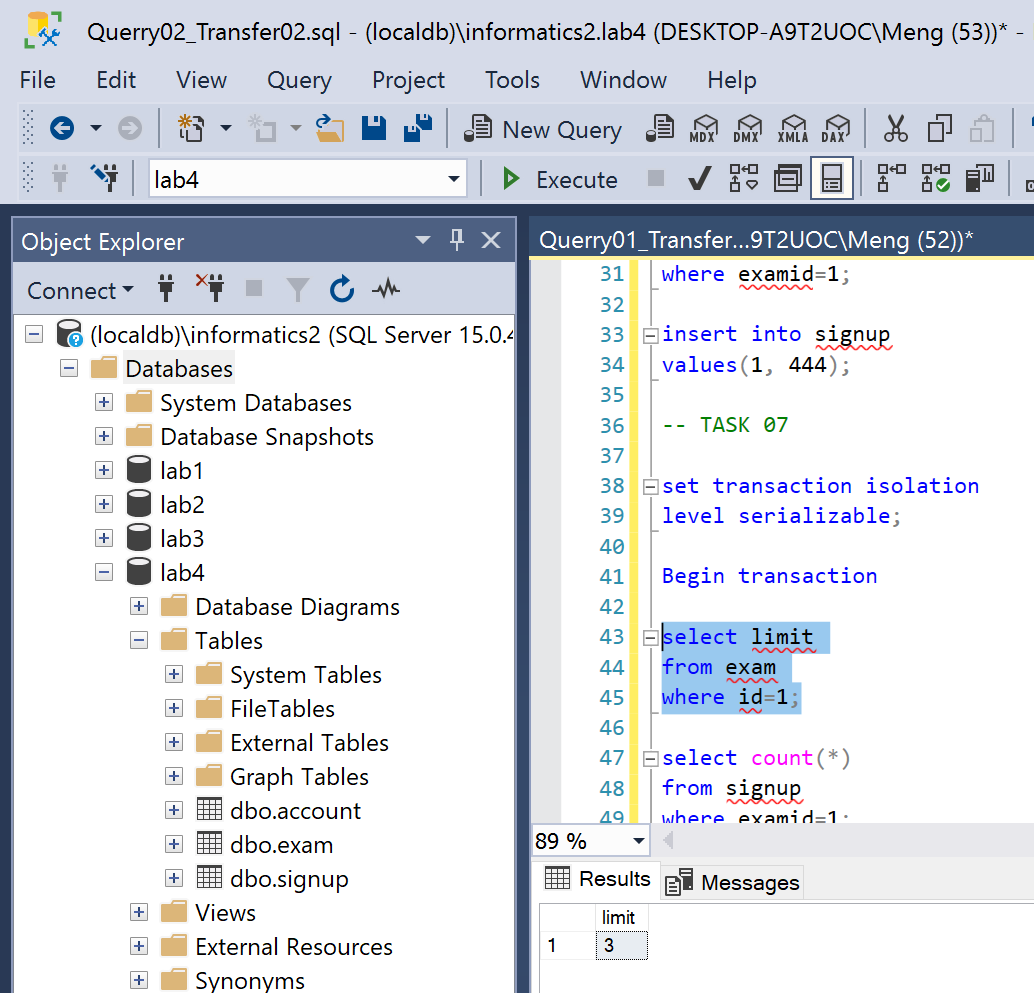 Querry02_Transfer02.sql - (localdb)\informatics2.lab4 (DESKTOP-A9T2UOC\Meng (53))* -
File Edit View Query Project Tools Window Help
New Query MDX DMX XMLA DAX
lab4 Execute
Object Explorer
Connect
(localdb)\informatics2 (SQL Server 15.0.4
Databases
System Databases
Database Snapshots
lab1
lab2
lab3
lab4
Database Diagrams
Tables
System Tables
FileTables
External Tables
Graph Tables
dbo.account
dbo.exam
dbo.signup
Views
External Resources
Synonyms
Querry01_Transfer...9T2UOC\Meng (52))*
31 where examid=1;
32
33 insert into signup
34 values(1, 444);
35
36 -- TASK 07
37
38 set transaction isolation
39 level serializable;
40
41 Begin transaction
42
43 select limit
44 from exam
45 where id=1;
46
47 select count(*)
48 from signup
49 where examid=1;
89 %
Results Messages
limit
1 3